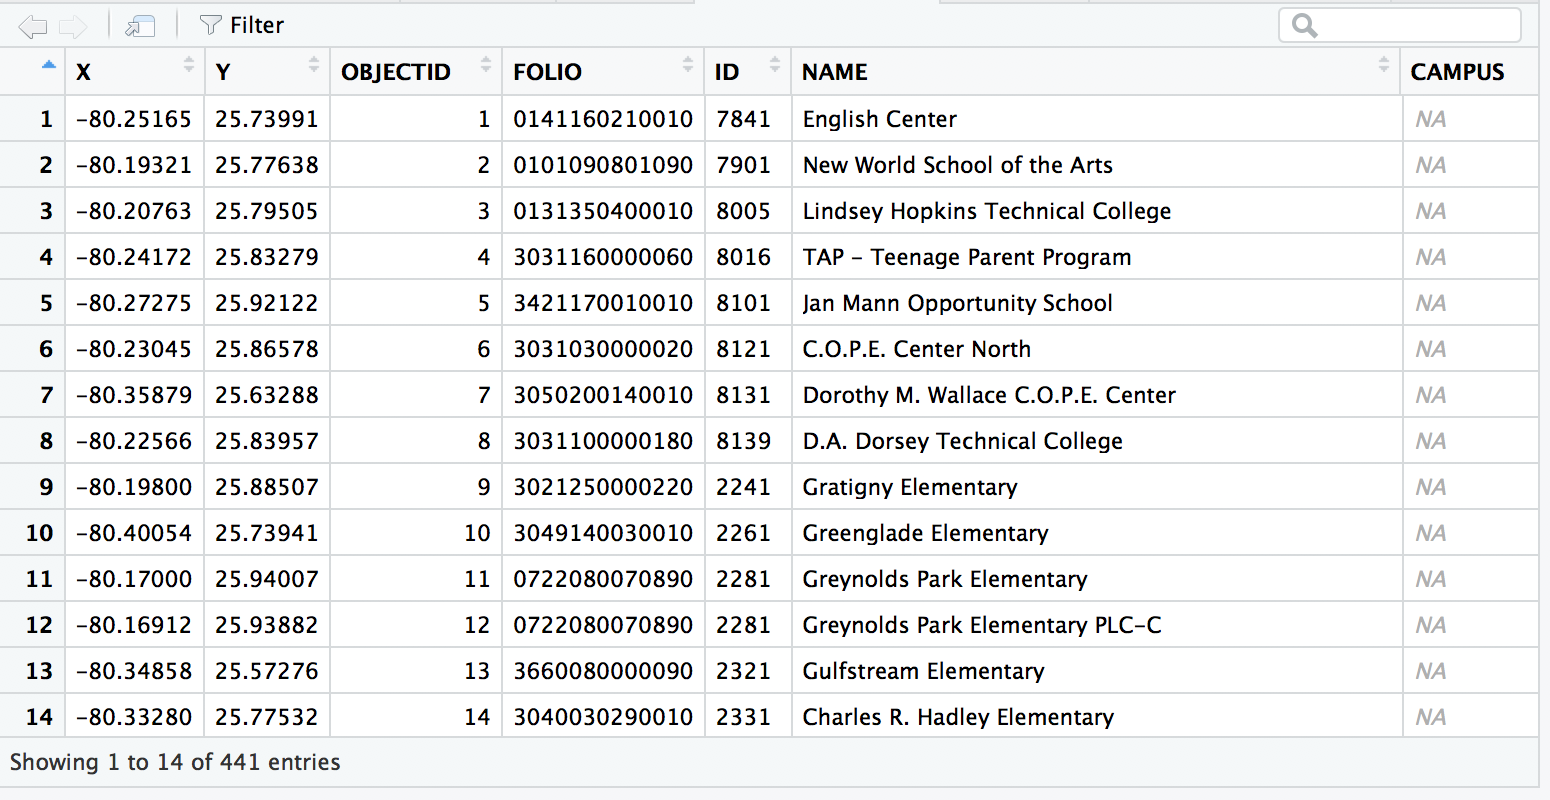 Filter
X Y OBJECTID FOLIO ID NAME CAMPUS
1 -80.25165 25.73991 1 0141160210010 7841 English Center NA
2 -80.19321 25.77638 2 0101090801090 7901 New World School of the Arts NA
3 -80.20763 25.79505 3 0131350400010 8005 Lindsey Hopkins Technical College NA
4 -80.24172 25.83279 4 3031160000060 8016 TAP – Teenage Parent Program NA
5 -80.27275 25.92122 5 3421170010010 8101 Jan Mann Opportunity School NA
6 -80.23045 25.86578 6 3031030000020 8121 C.O.P.E. Center North NA
7 -80.35879 25.63288 7 3050200140010 8131 Dorothy M. Wallace C.O.P.E. Center NA
8 -80.22566 25.83957 8 3031100000180 8139 D.A. Dorsey Technical College NA
9 -80.19800 25.88507 9 3021250000220 2241 Gratigny Elementary NA
10 -80.40054 25.73941 10 3049140030010 2261 Greenglade Elementary NA
11 -80.17000 25.94007 11 0722080070890 2281 Greynolds Park Elementary NA
12 -80.16912 25.93882 12 0722080070890 2281 Greynolds Park Elementary PLC-C NA
13 -80.34858 25.57276 13 3660080000090 2321 Gulfstream Elementary NA
14 -80.33280 25.77532 14 3040030290010 2331 Charles R. Hadley Elementary NA
Showing 1 to 14 of 441 entries